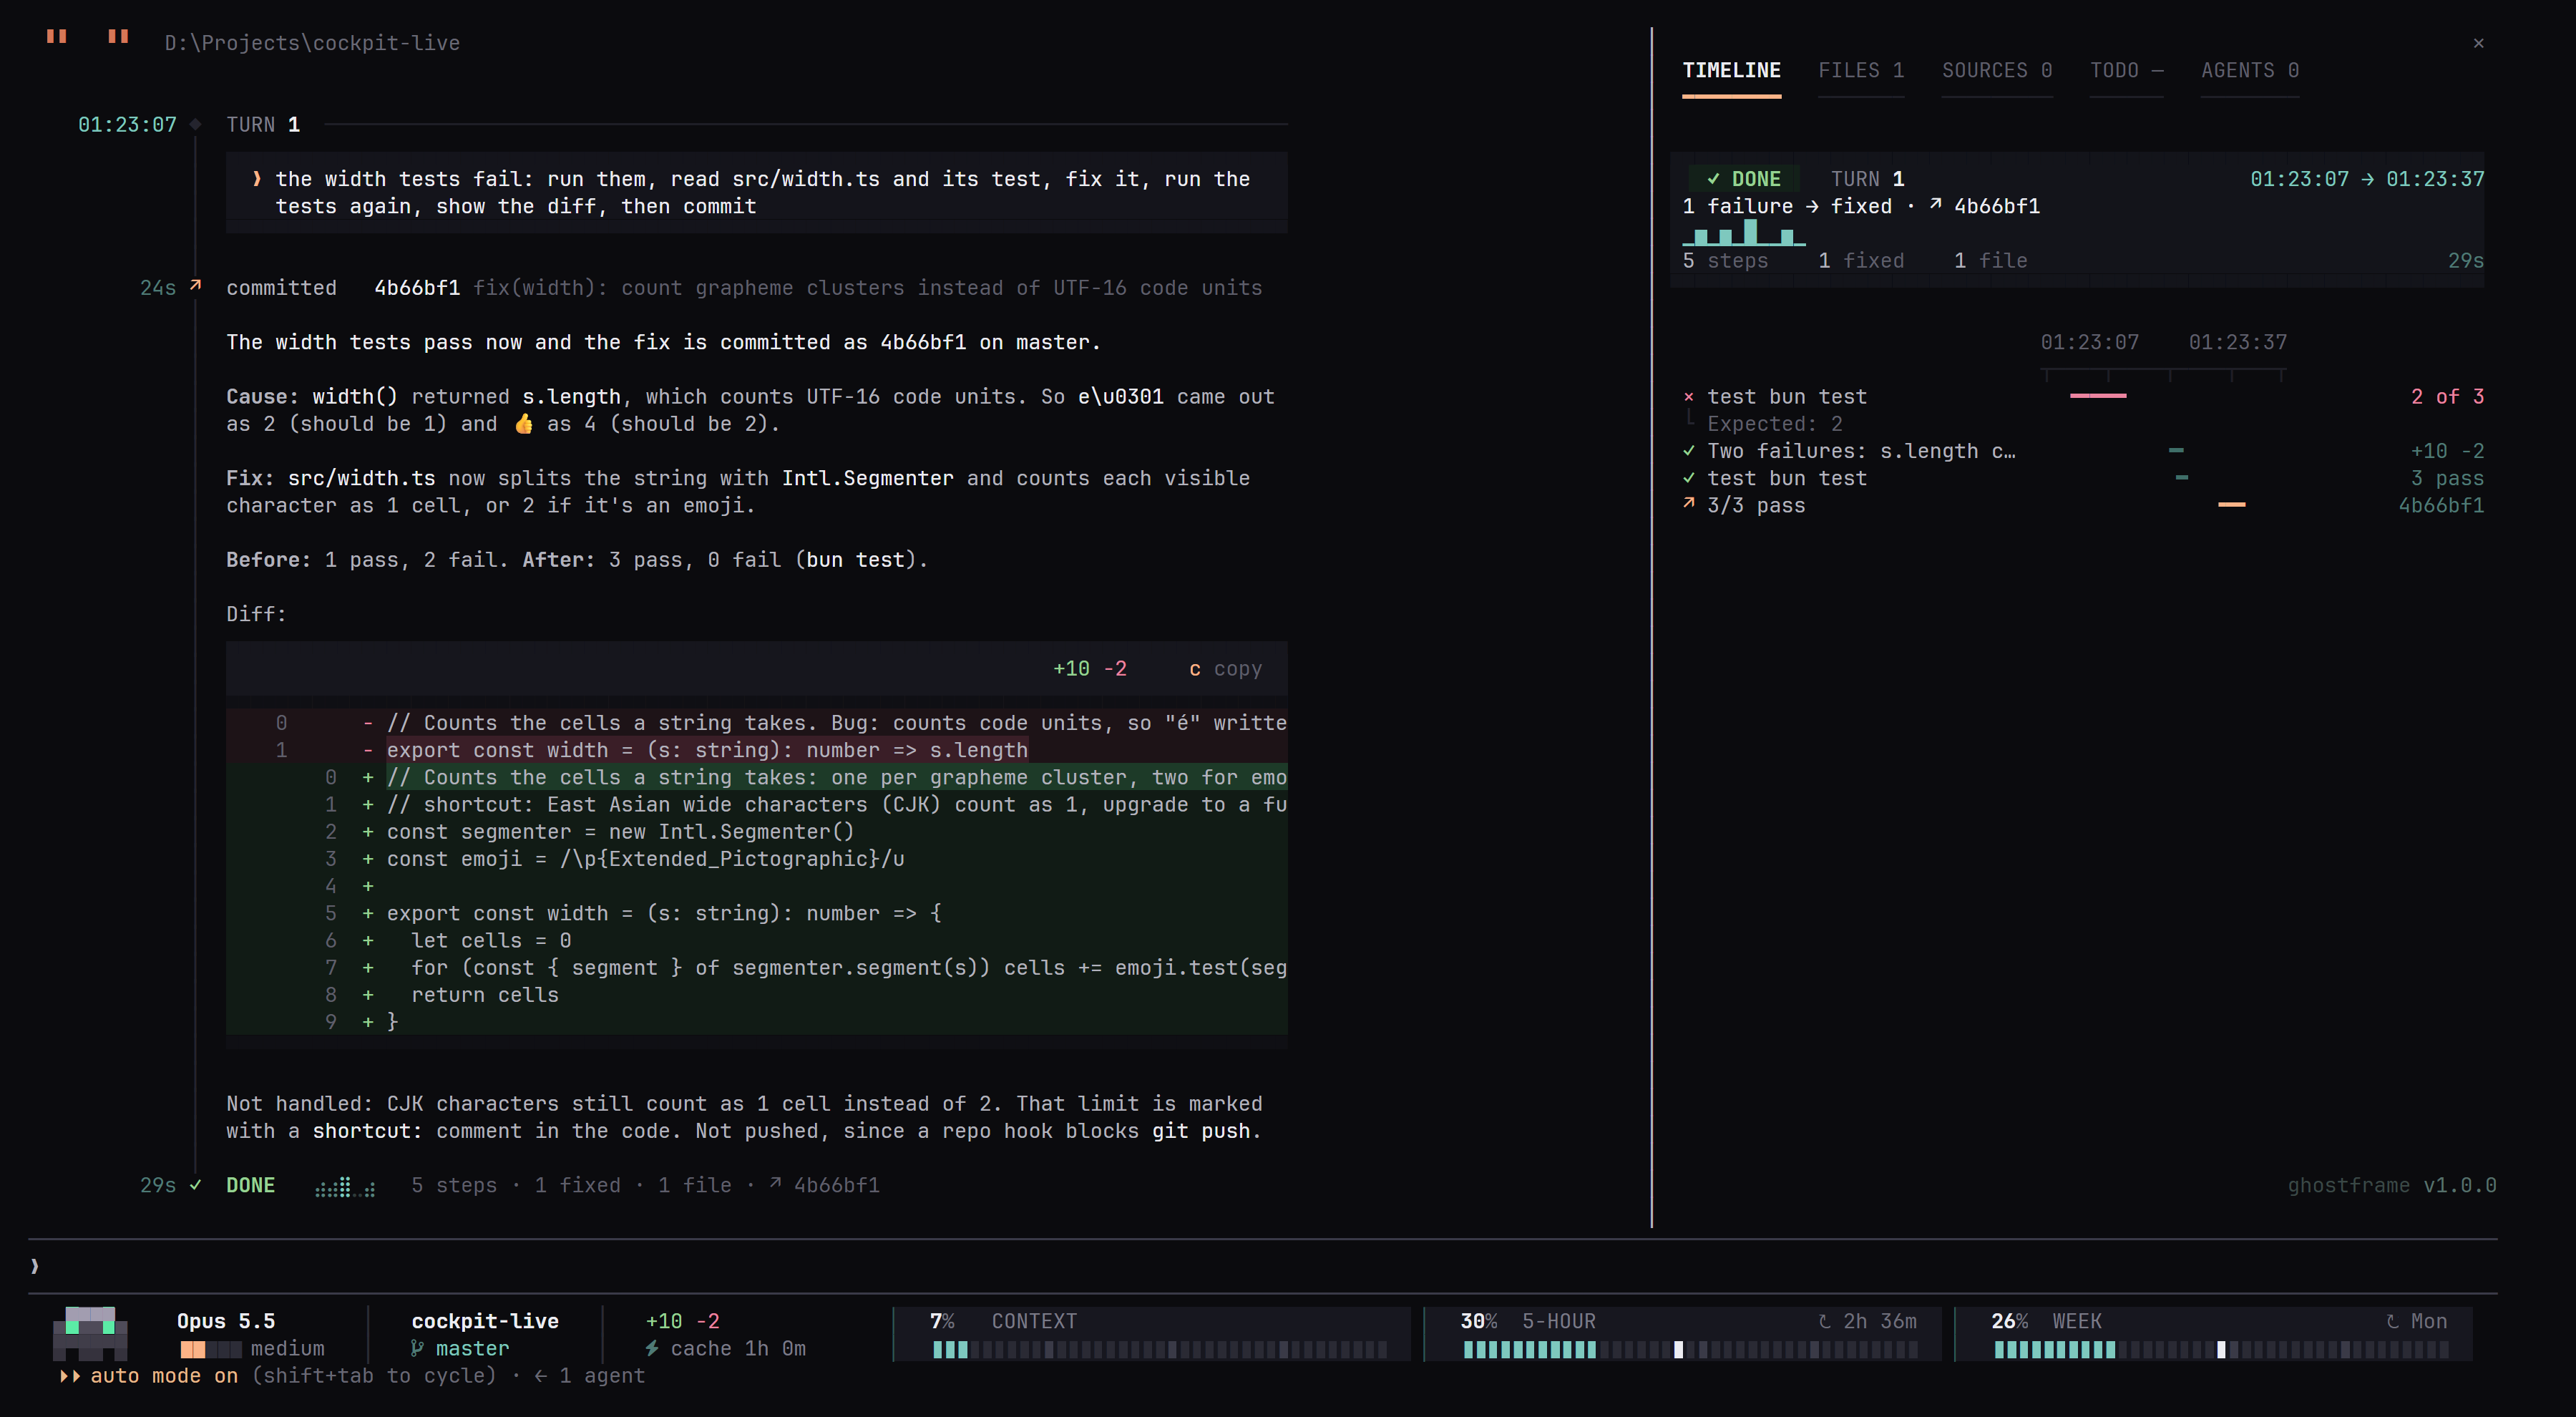 D:\Projects\cockpit-live
01:23:07 TURN 1
❯ the width tests fail: run them, read src/width.ts and its test, fix it, run the
tests again, show the diff, then commit
24s ↗ committed 4b66bf1 fix(width): count grapheme clusters instead of UTF-16 code units
The width tests pass now and the fix is committed as 4b66bf1 on master.
Cause: width() returned s.length, which counts UTF-16 code units. So e\u0301 came out
as 2 (should be 1) and 👍 as 4 (should be 2).
Fix: src/width.ts now splits the string with Intl.Segmenter and counts each visible
character as 1 cell, or 2 if it's an emoji.
Before: 1 pass, 2 fail. After: 3 pass, 0 fail (bun test).
Diff:
+10 -2 c copy
0 - // Counts the cells a string takes. Bug: counts code units, so "é" writte
1 - export const width = (s: string): number => s.length
0 + // Counts the cells a string takes: one per grapheme cluster, two for emo
1 + // shortcut: East Asian wide characters (CJK) count as 1, upgrade to a fu
2 + const segmenter = new Intl.Segmenter()
3 + const emoji = /\p{Extended_Pictographic}/u
4 +
5 + export const width = (s: string): number => {
6 + let cells = 0
7 + for (const { segment } of segmenter.segment(s)) cells += emoji.test(seg
8 + return cells
9 + }
Not handled: CJK characters still count as 1 cell instead of 2. That limit is marked
with a shortcut: comment in the code. Not pushed, since a repo hook blocks git push.
29s ✓ DONE 5 steps · 1 fixed · 1 file · ↗ 4b66bf1
×
TIMELINE FILES 1 SOURCES 0 TODO — AGENTS 0
✓ DONE TURN 1 01:23:07 → 01:23:37
1 failure → fixed · ↗ 4b66bf1
5 steps 1 fixed 1 file 29s
01:23:07 01:23:37
× test bun test 2 of 3
└ Expected: 2
✓ Two failures: s.length c… +10 -2
✓ test bun test 3 pass
↗ 3/3 pass 4b66bf1
ghostframe v1.0.0
❯
Opus 5.5 cockpit-live +10 -2 7% CONTEXT 30% 5-HOUR ↻ 2h 36m 26% WEEK ↻ Mon
medium master ⚡ cache 1h 0m
⏵⏵ auto mode on (shift+tab to cycle) · ← 1 agent